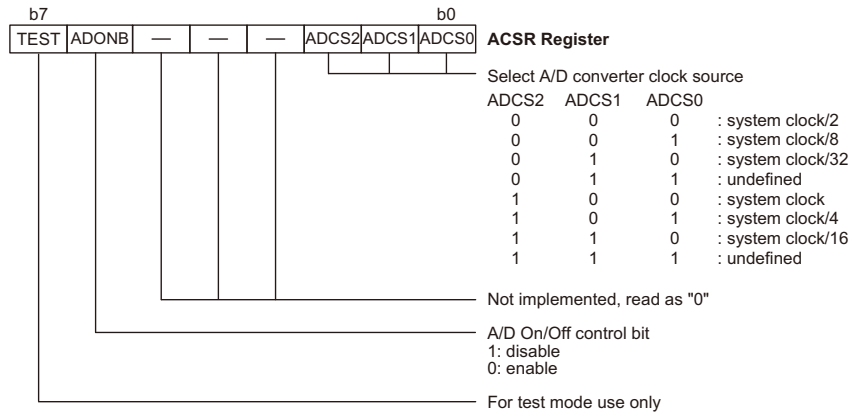 b7 b0
TEST ADONB — — — ADCS2 ADCS1 ADCS0 ACSR Register
Select A/D converter clock source
ADCS2 ADCS1 ADCS0
0 0 0 : system clock/2
0 0 1 : system clock/8
0 1 0 : system clock/32
0 1 1 : undefined
1 0 0 : system clock
1 0 1 : system clock/4
1 1 0 : system clock/16
1 1 1 : undefined
Not implemented, read as "0"
A/D On/Off control bit
1: disable
0: enable
For test mode use only